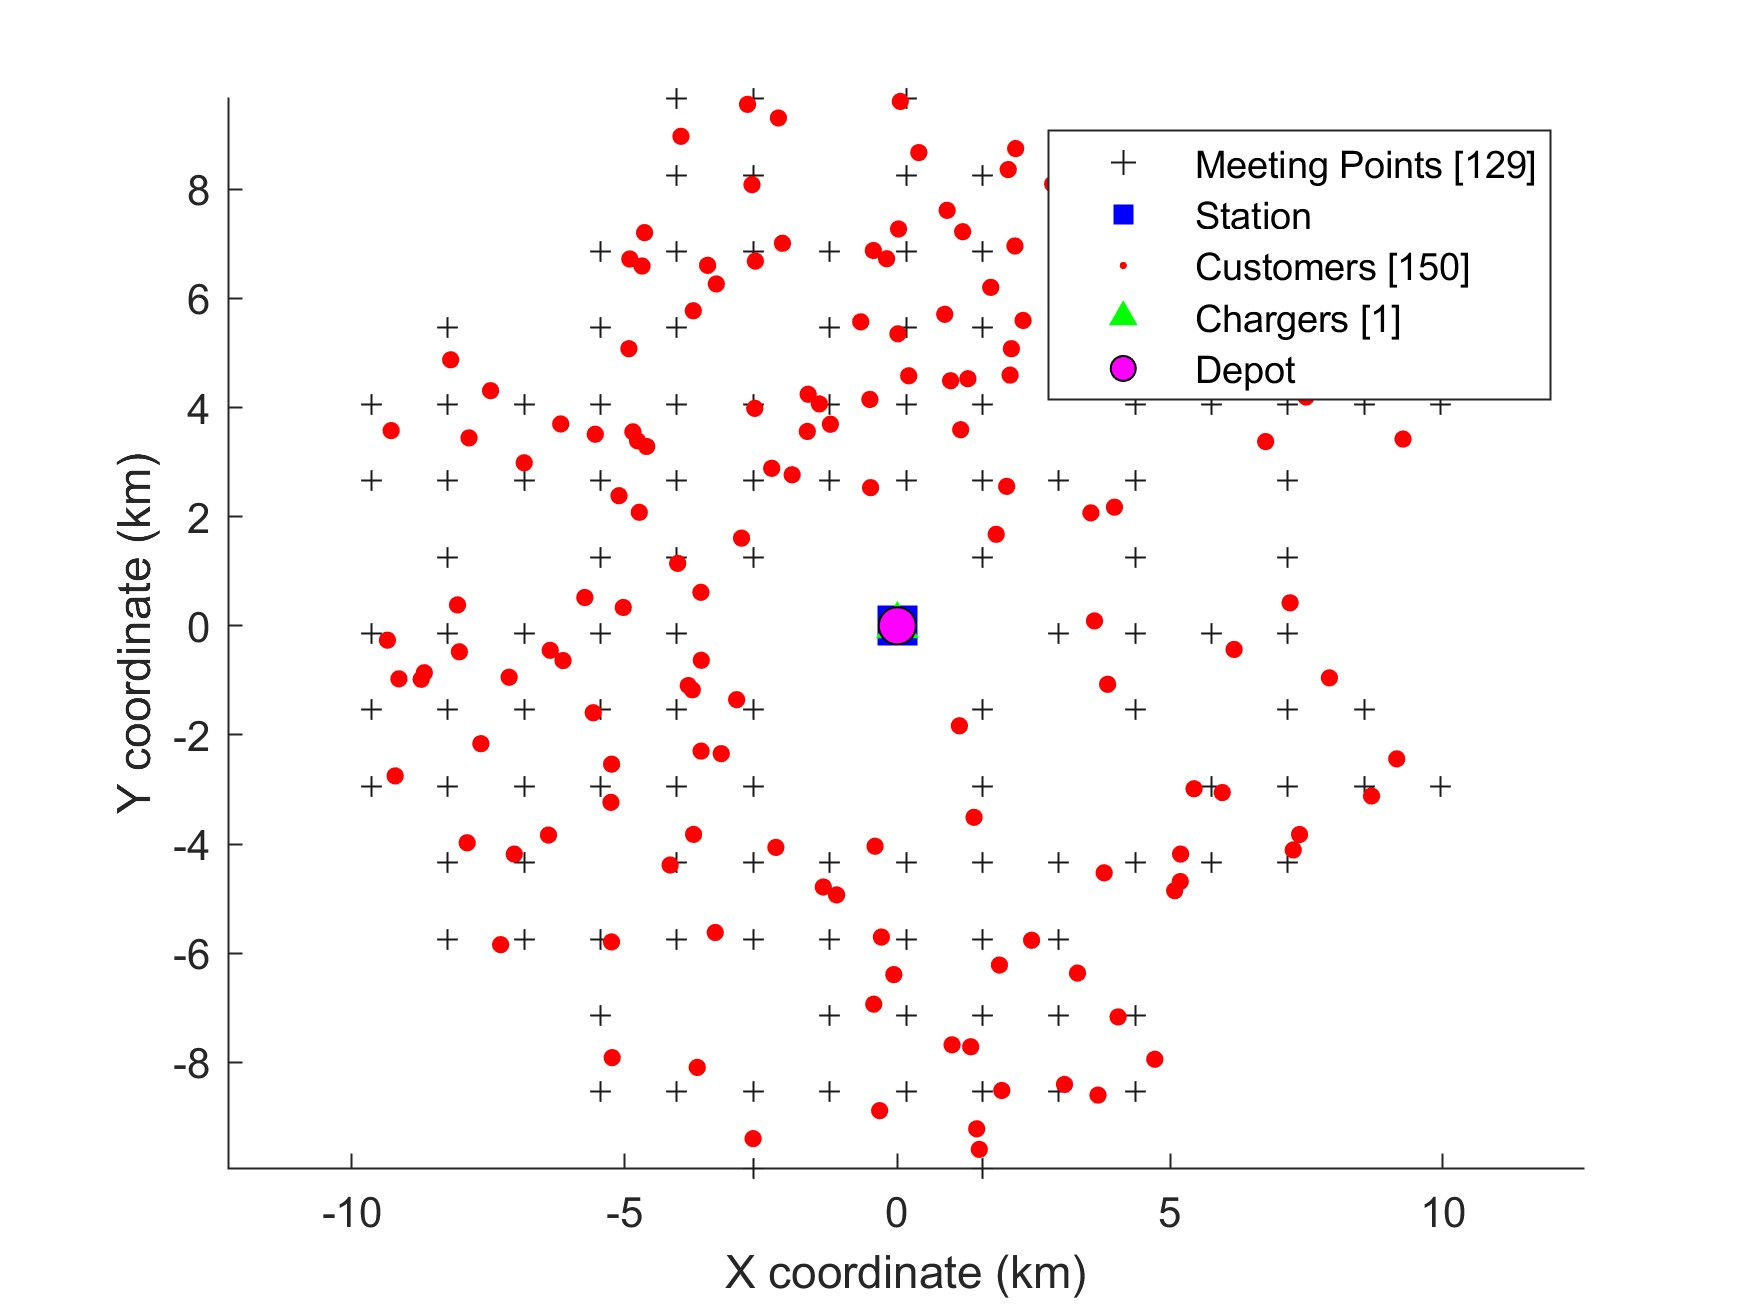 Meeting Points [129]
Station
Customers [150]
Chargers [1]
Depot
8
6
4
2
0
-2
-4
-6
-8
Y coordinate (km)
-10
-5
0
5
10
X coordinate (km)